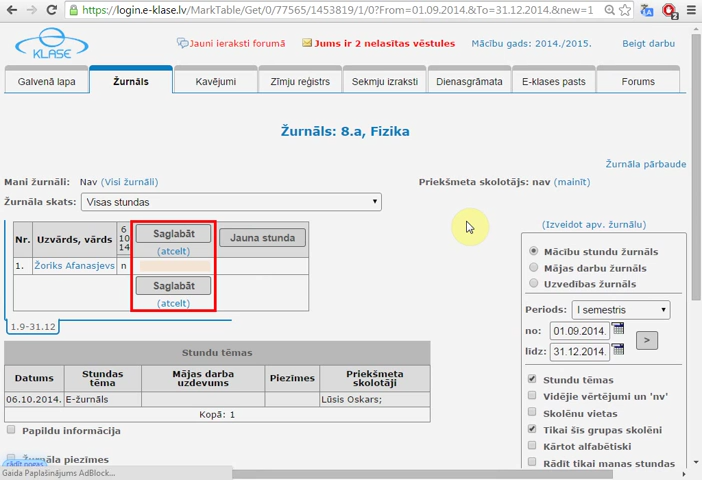 https://login.e-klase.lv/MarkTable/Get/0/77565/1453819/1/0?From=01.09.2014.&To=31.12.2014.&new=1
2
E
KLASE
Jauni ieraksti forumā
Jums ir 2 nelasītas vēstules
Mācību gads: 2014./2015.
Beigt darbu
Galvenā lapa
Žurnāls
Kavējumi
Zīmju reģistrs
Sekmju izraksti
Dienasgrāmata
E-klases pasts
Forums
Žurnāls: 8.a, Fizika
Žurnāla pārbaude
Mani žurnāli: Nav (Visi žurnāli)
Priekšmeta skolotājs: nav (mainīt)
Žurnāla skats: Visas stundas
(Izveidot apv. žurnālu)
Nr. Uzvārds, vārds
6
10
14
Saglabāt
(atcelt)
Jauna stunda
1. Žoriks Afanasjevs n
Saglabāt
(atcelt)
1.9-31.12
Mācību stundu žurnāls
Mājas darbu žurnāls
Uzvedības žurnāls
Periods: I semestris
no: 01.09.2014.
līdz: 31.12.2014.
>
Stundu tēmas
Vidējie vērtējumi un 'nv'
Skolēnu vietas
Tikai šīs grupas skolēni
Kārtot alfabētiski
Rādīt tikai manas stundas
Stundu tēmas
Datums Stundas tēma Mājas darba uzdevums Piezīmes Priekšmeta skolotāji
06.10.2014. E-žurnāls Lūsis Oskars;
Kopā: 1
Papildu informācija
Žurnāla piezīmes
rādīt pogas
Gaida Paplašinājums AdBlock...